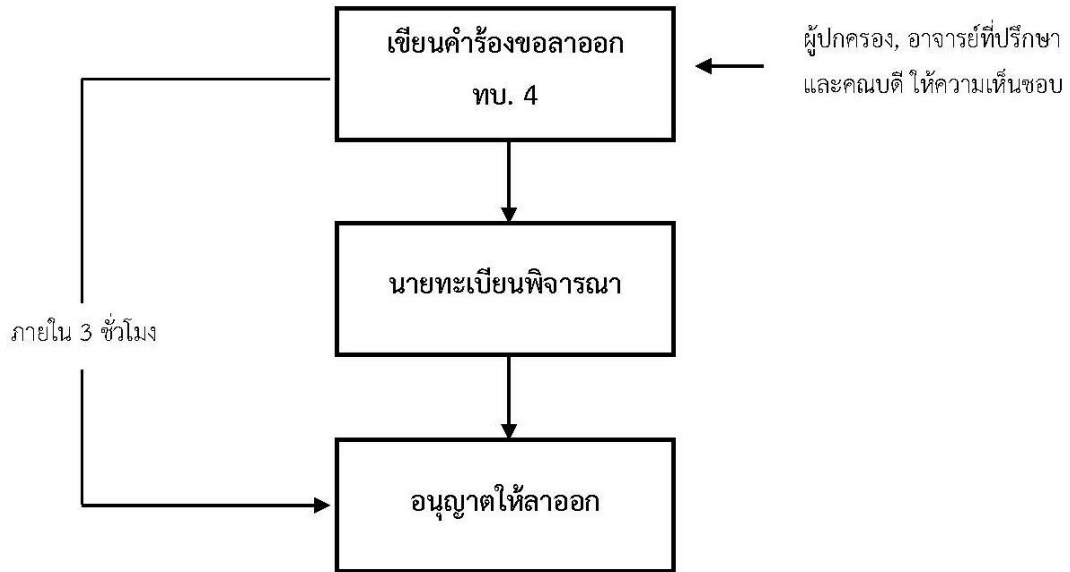 เขียนคำร้องขอลาออก
ทบ. 4
ผู้ปกครอง, อาจารย์ที่ปรึกษา
และคณบดี ให้ความเห็นชอบ
นายทะเบียนพิจารณา
ภายใน 3 ชั่วโมง
อนุญาตให้ลาออก